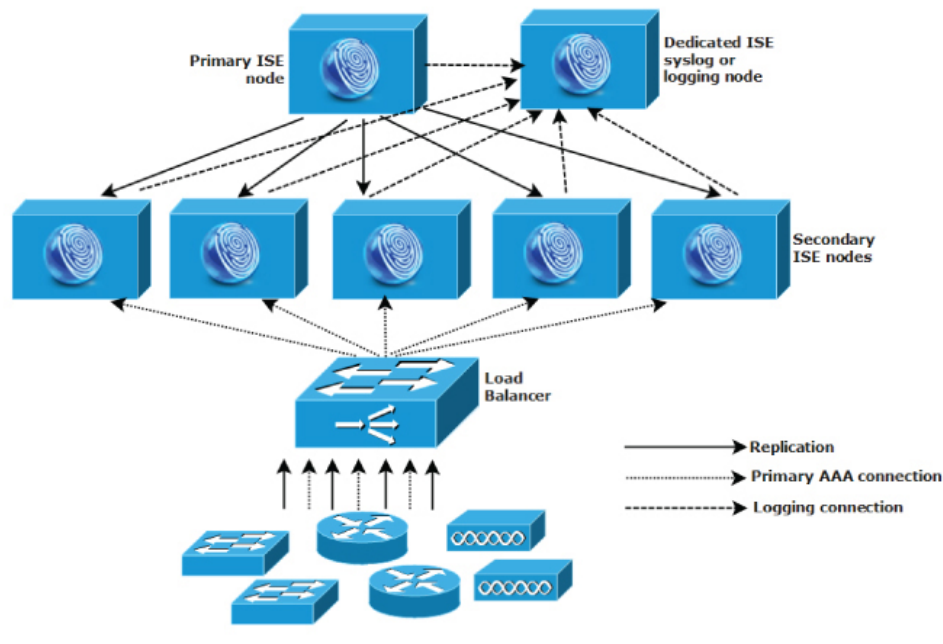 Primary ISE
node
Dedicated ISE
syslog or
logging node
Secondary
ISE nodes
Load
Balancer
Replication
Primary AAA connection
Logging connection